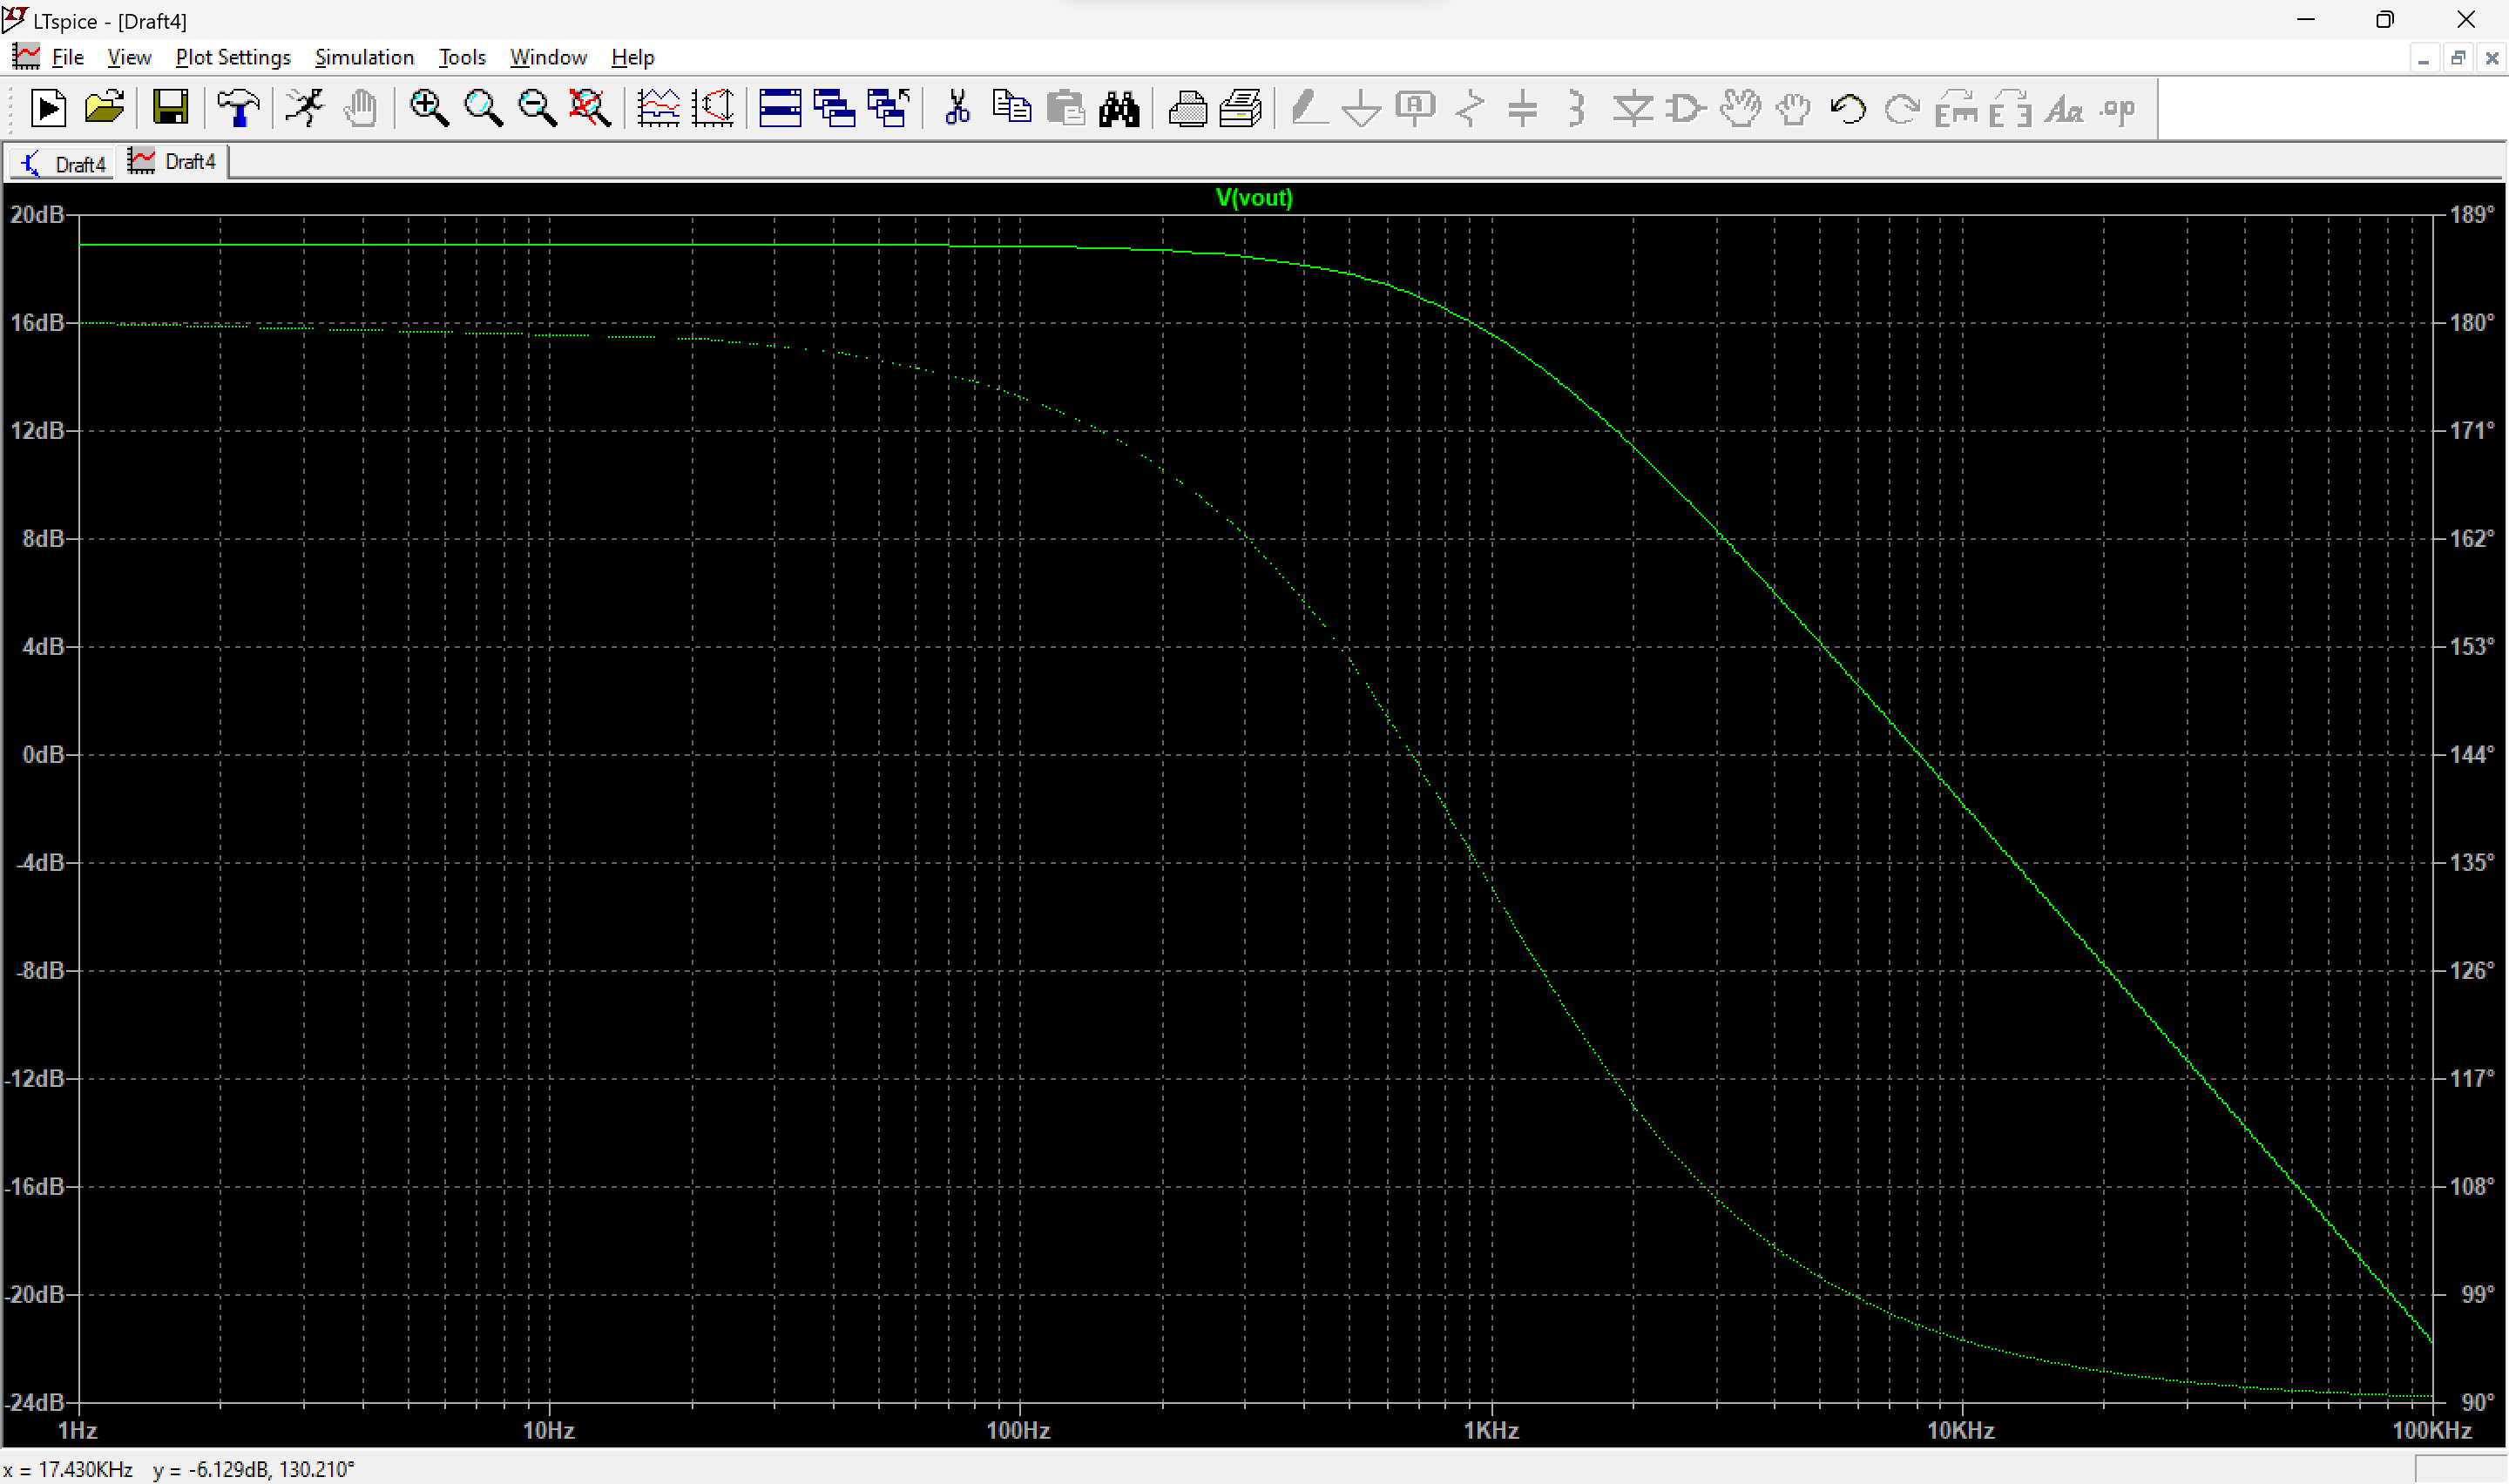 LTspice - [Draft4]
File View Plot Settings Simulation Tools Window Help
A Aa .op
Draft4 Draft4
V(vout)
20dB 189°
16dB 180°
12dB 171°
8dB 162°
4dB 153°
0dB 144°
-4dB 135°
-8dB 126°
-12dB 117°
-16dB 108°
-20dB 99°
-24dB 90°
1Hz 10Hz 100Hz 1KHz 10KHz 100KHz
x = 17.430KHz y = -6.129dB, 130.210°